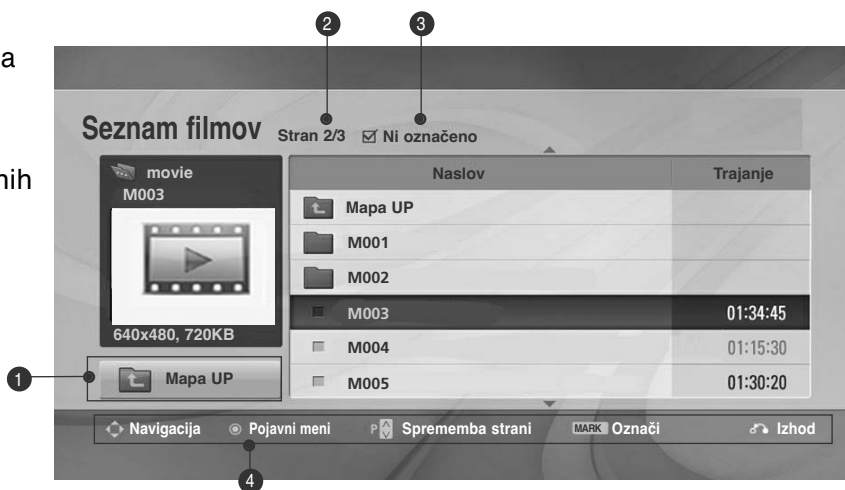 2 3
a
nih
Seznam filmov Stran 2/3 Ni označeno
movie
M003
640x480, 720KB
1 Mapa UP
Naslov Trajanje
Mapa UP
M001
M002
M003 01:34:45
M004 01:15:30
M005 01:30:20
Navigacija Pojavni meni P Sprememba strani MARK Označi Izhod
4